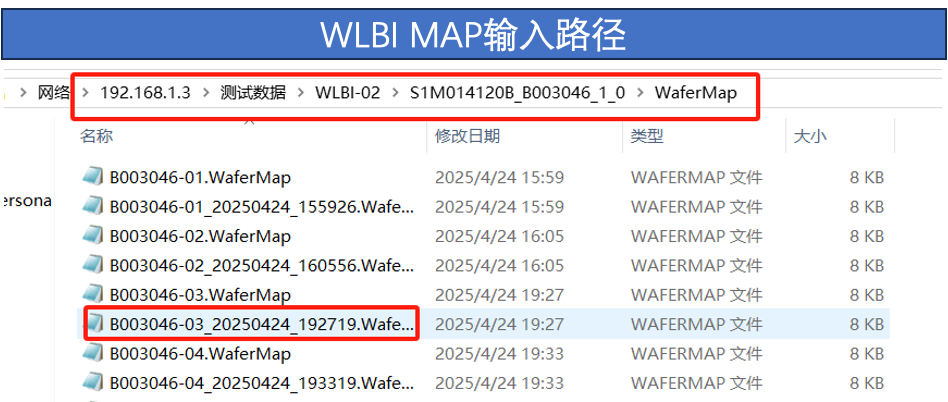 WLBI MAP输入路径
网络 > 192.168.1.3 > 测试数据 > WLBI-02 > S1M014120B_B003046_1_0 > WaferMap
名称 修改日期 类型 大小
B003046-01.WaferMap 2025/4/24 15:59 WAFERMAP 文件 8 KB
ersona
B003046-01_20250424_155926.Wafe... 2025/4/24 15:59 WAFERMAP 文件 8 KB
B003046-02.WaferMap 2025/4/24 16:05 WAFERMAP 文件 8 KB
B003046-02_20250424_160556.Wafe... 2025/4/24 16:05 WAFERMAP 文件 8 KB
B003046-03.WaferMap 2025/4/24 19:27 WAFERMAP 文件 8 KB
B003046-03_20250424_192719.Wafe... 2025/4/24 19:27 WAFERMAP 文件 8 KB
B003046-04.WaferMap 2025/4/24 19:33 WAFERMAP 文件 8 KB
B003046-04_20250424_193319.Wafe... 2025/4/24 19:33 WAFERMAP 文件 8 KB